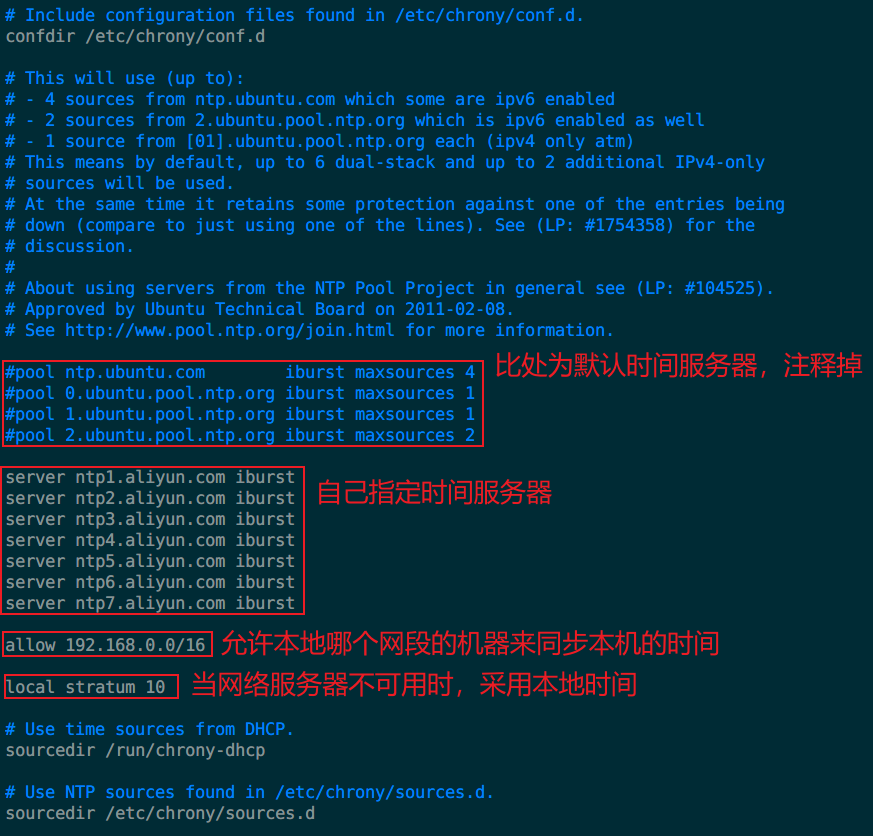 # Include configuration files found in /etc/chrony/conf.d.
confdir /etc/chrony/conf.d
# This will use (up to):
# - 4 sources from ntp.ubuntu.com which some are ipv6 enabled
# - 2 sources from 2.ubuntu.pool.ntp.org which is ipv6 enabled as well
# - 1 source from [01].ubuntu.pool.ntp.org each (ipv4 only atm)
# This means by default, up to 6 dual-stack and up to 2 additional IPv4-only
# sources will be used.
# At the same time it retains some protection against one of the entries being
# down (compare to just using one of the lines). See (LP: #1754358) for the
# discussion.
#
# About using servers from the NTP Pool Project in general see (LP: #104525).
# Approved by Ubuntu Technical Board on 2011-02-08.
# See http://www.pool.ntp.org/join.html for more information.
#pool ntp.ubuntu.com        iburst maxsources 4 比处为默认时间服务器，注释掉
#pool 0.ubuntu.pool.ntp.org iburst maxsources 1
#pool 1.ubuntu.pool.ntp.org iburst maxsources 1
#pool 2.ubuntu.pool.ntp.org iburst maxsources 2
server ntp1.aliyun.com iburst 自己指定时间服务器
server ntp2.aliyun.com iburst
server ntp3.aliyun.com iburst
server ntp4.aliyun.com iburst
server ntp5.aliyun.com iburst
server ntp6.aliyun.com iburst
server ntp7.aliyun.com iburst
allow 192.168.0.0/16 允许本地哪个网段的机器来同步本机的时间
local stratum 10 当网络服务器不可用时，采用本地时间
# Use time sources from DHCP.
sourcedir /run/chrony-dhcp
# Use NTP sources found in /etc/chrony/sources.d.
sourcedir /etc/chrony/sources.d